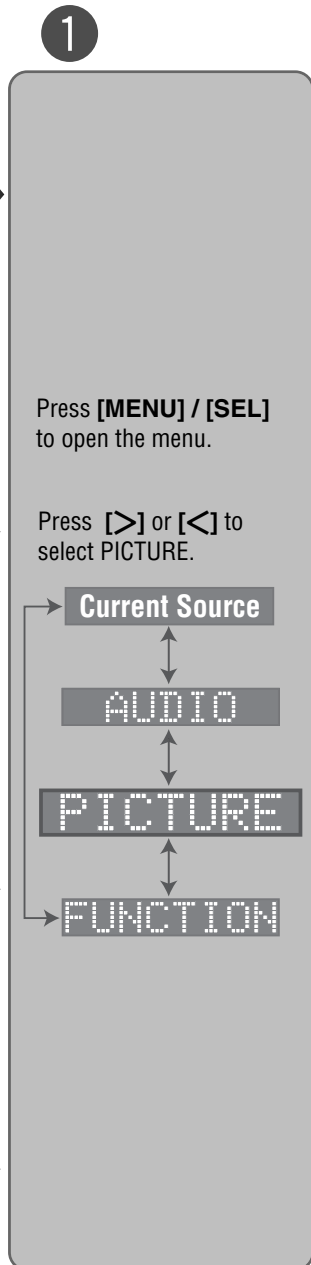 1
Press [MENU] / [SEL]
to open the menu.
Press [>] or [<] to
select PICTURE.
Current Source
AUDIO
PICTURE
FUNCTION